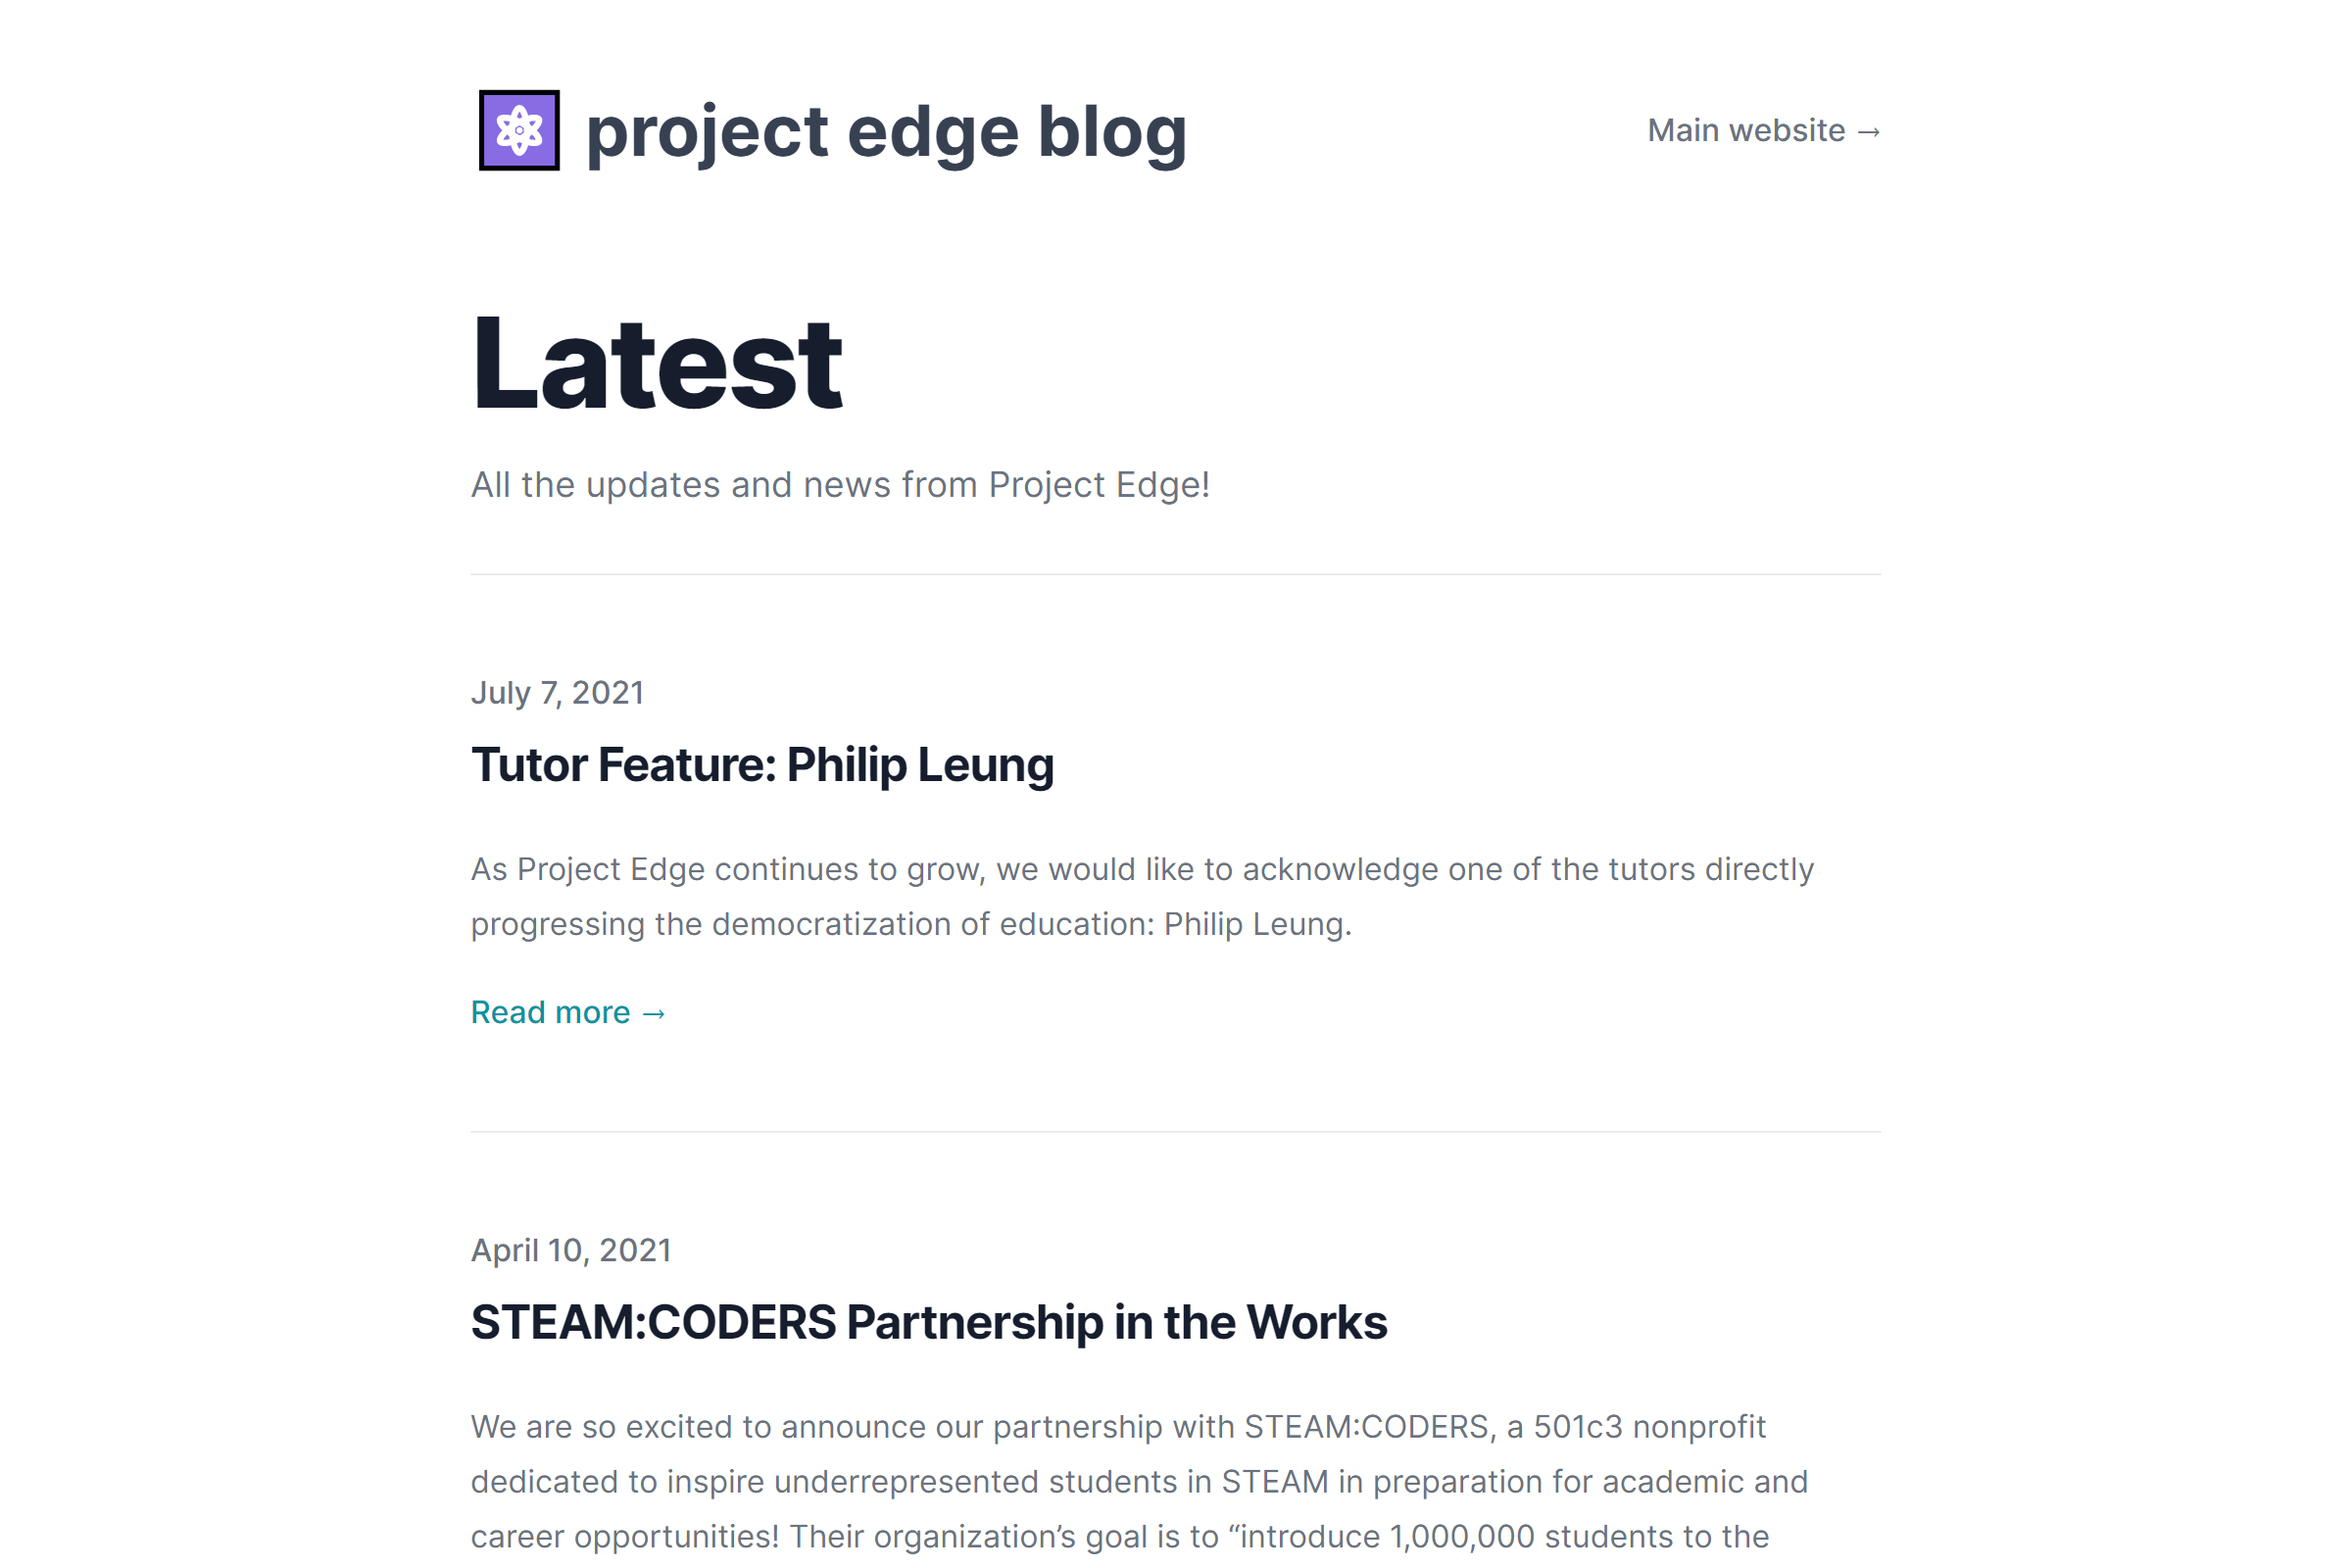 project edge blog
Main website →
Latest
All the updates and news from Project Edge!
July 7, 2021
Tutor Feature: Philip Leung
As Project Edge continues to grow, we would like to acknowledge one of the tutors directly
progressing the democratization of education: Philip Leung.
Read more →
April 10, 2021
STEAM:CODERS Partnership in the Works
We are so excited to announce our partnership with STEAM:CODERS, a 501c3 nonprofit
dedicated to inspire underrepresented students in STEAM in preparation for academic and
career opportunities! Their organization’s goal is to “introduce 1,000,000 students to the